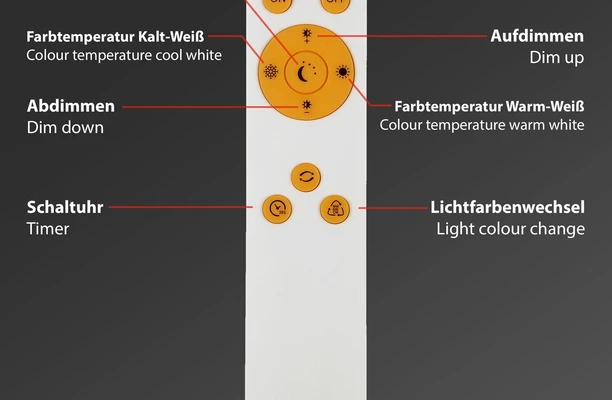 Farbtemperatur Kalt-Weiß
Colour temperature cool white
Aufdimmen
Dim up
Abdimmen
Dim down
Farbtemperatur Warm-Weiß
Colour temperature warm white
Schaltuhr
Timer
Lichtfarbenwechsel
Light colour change